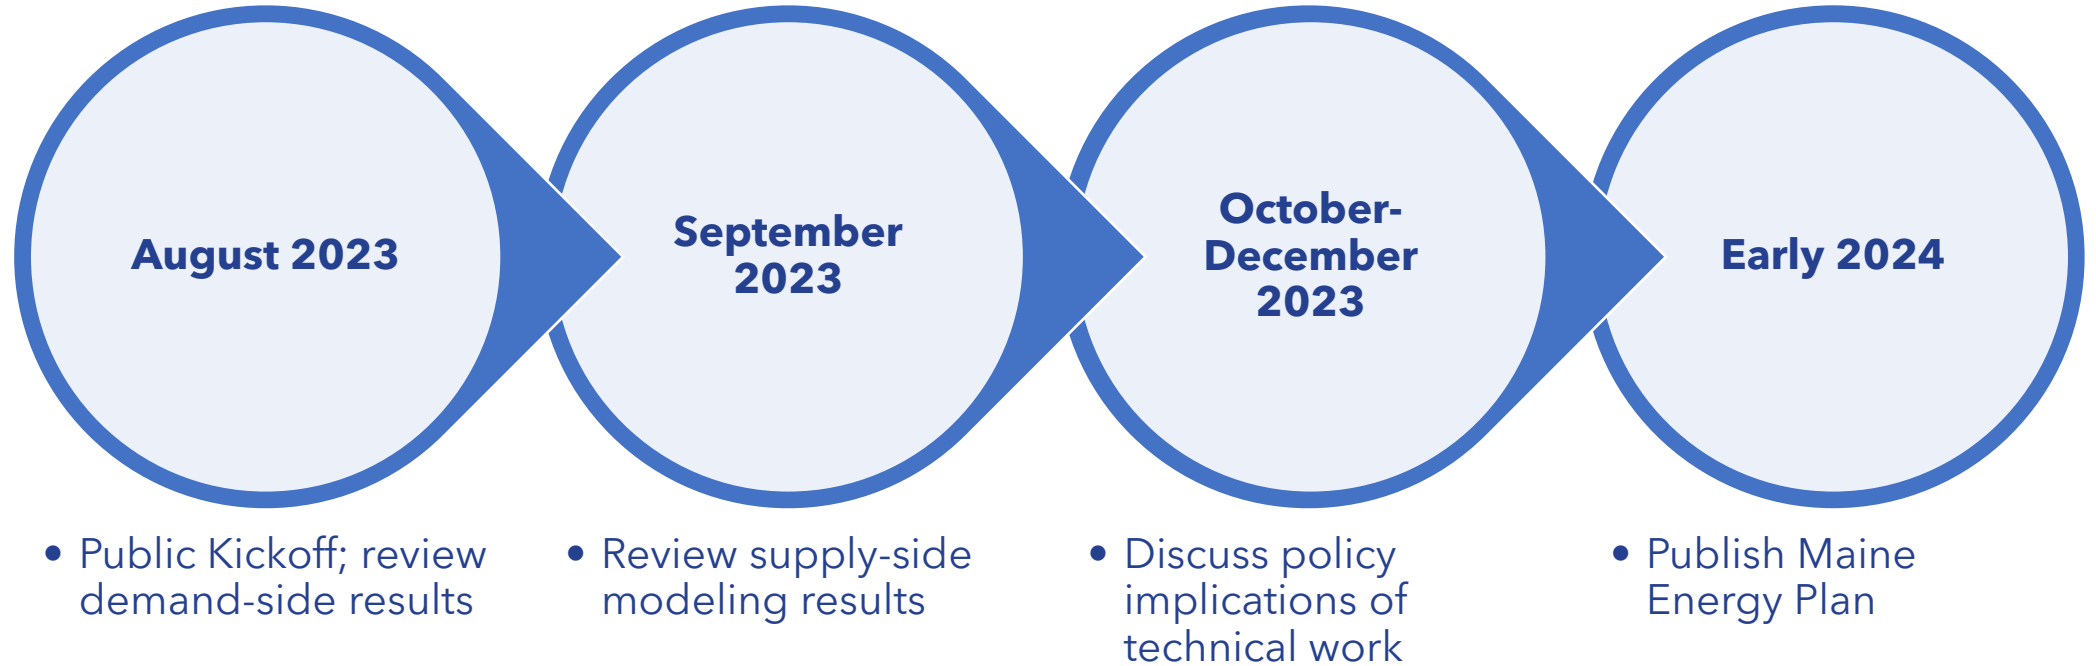 August 2023
• Public Kickoff; review
demand-side results
September
2023
• Review supply-side
modeling results
October-
December
2023
• Discuss policy
implications of
technical work
Early 2024
• Publish Maine
Energy Plan